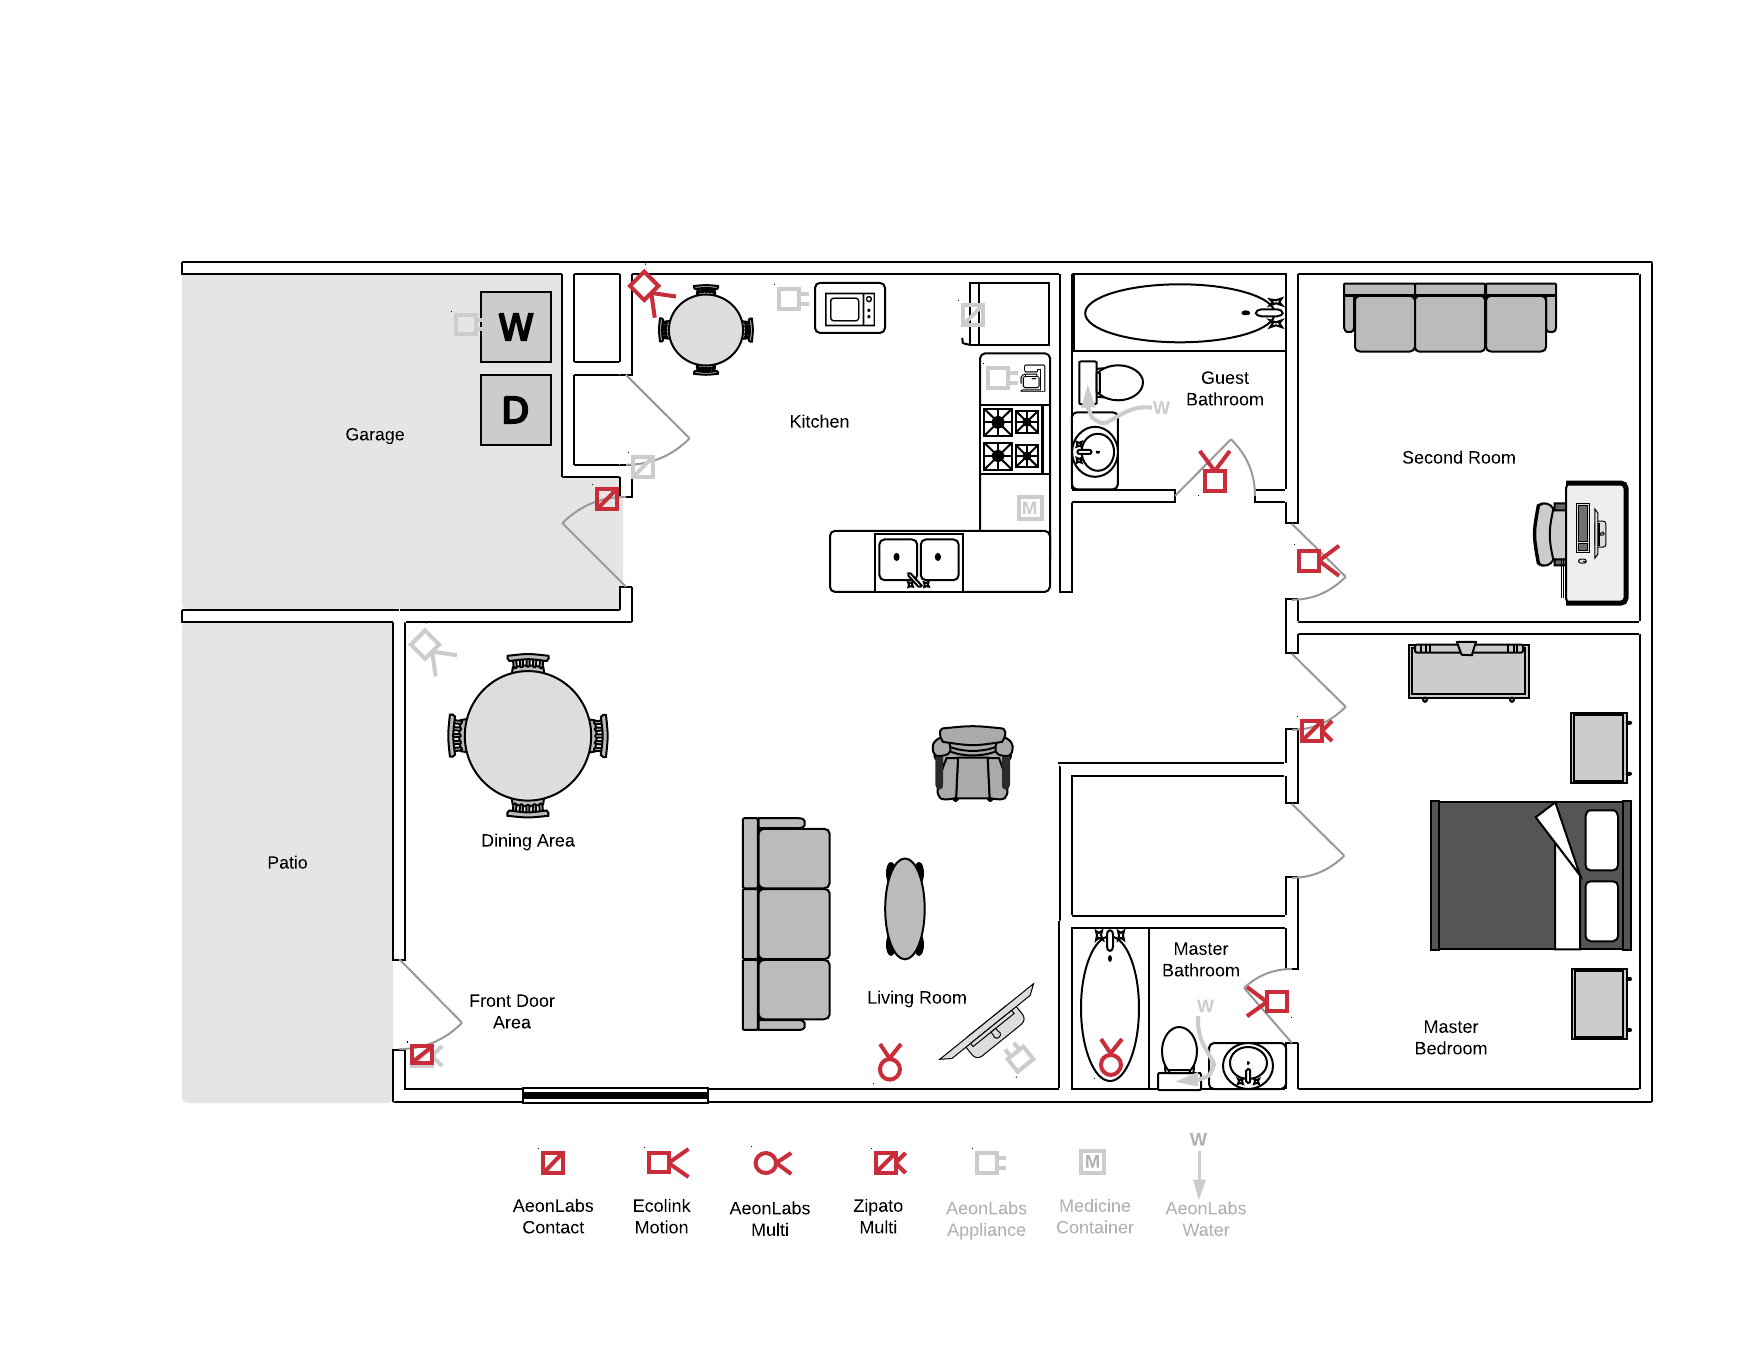 W
D
Garage
Kitchen
M
Guest
Bathroom
W
Second Room
Patio
Dining Area
Front Door
Area
Living Room
Master
Bathroom
W
Master
Bedroom
AeonLabs
Contact
Ecolink
Motion
AeonLabs
Multi
Zipato
Multi
AeonLabs
Appliance
M
Medicine
Container
W
AeonLabs
Water